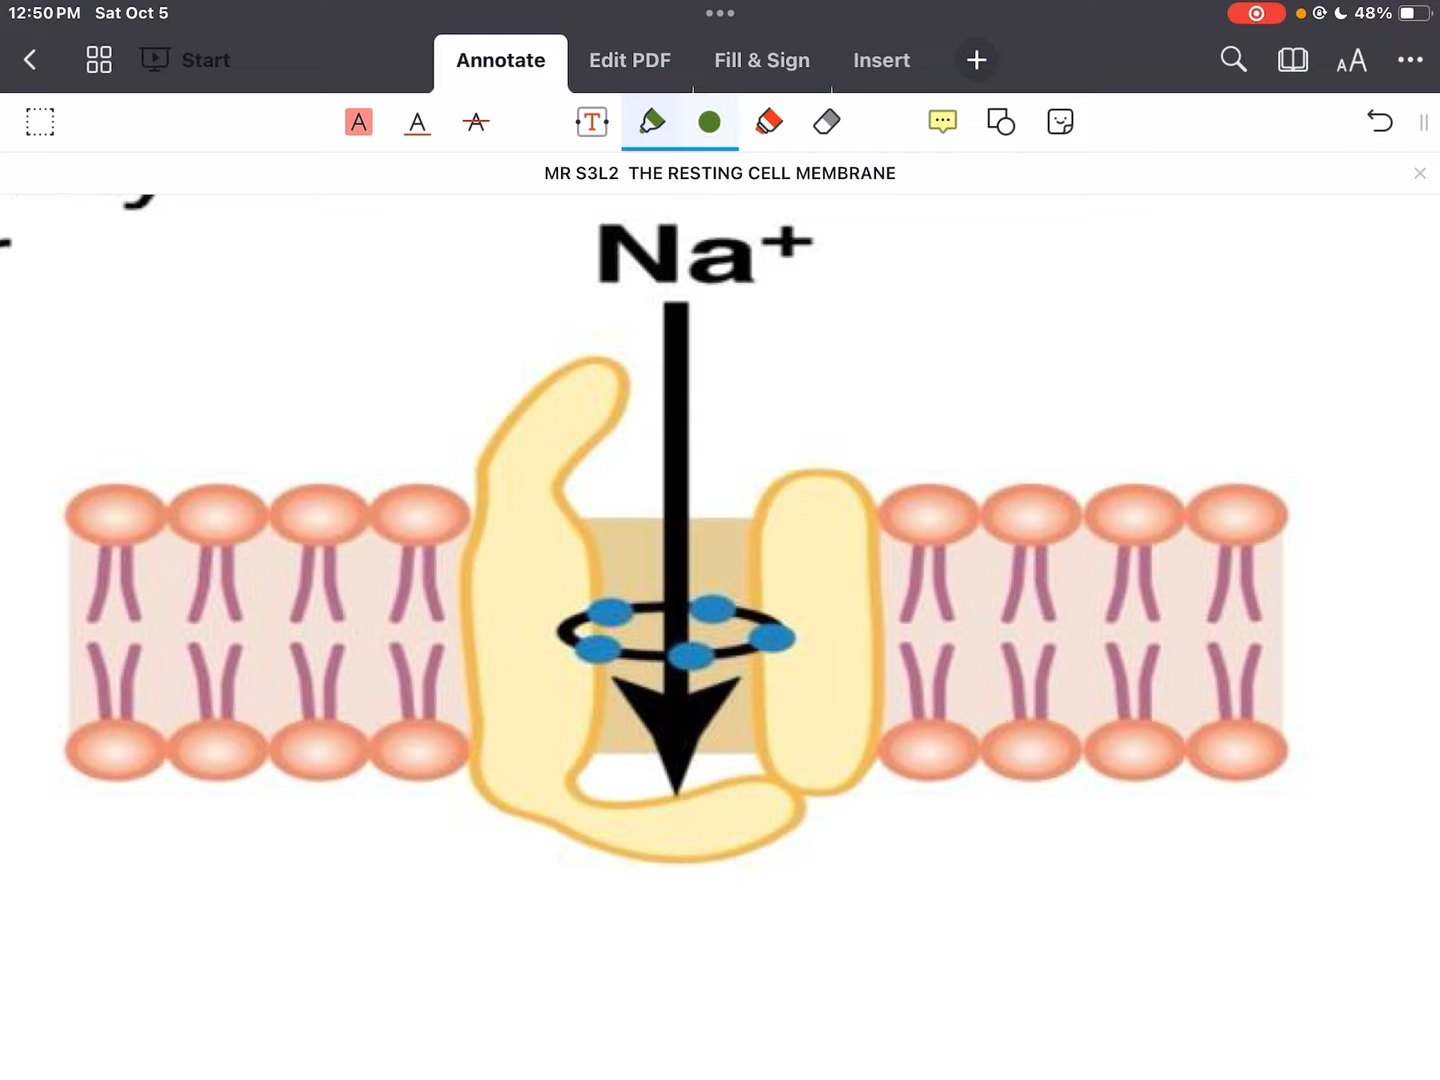 12:50 PM Sat Oct 5
48%
Start
Annotate
Edit PDF
Fill & Sign
Insert
MR S3L2 THE RESTING CELL MEMBRANE
Na⁺